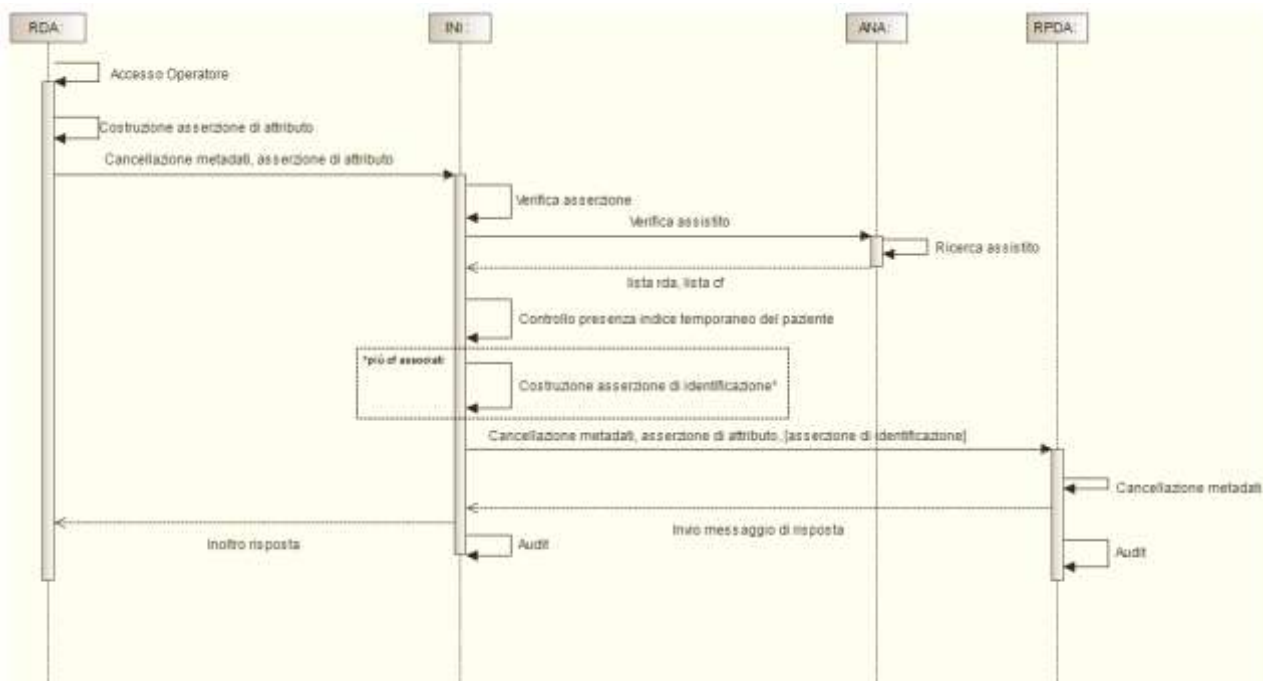 RDA:
INI:
ANA:
RPDA:
Accesso Operatore
Costruzione asserzione di attributo
Cancellazione metadati, asserzione di attributo
Verifica asserzione
Verifica assistito
Ricerca assistito
lista rda, lista cf
Controllo presenza indice temporaneo del paziente
*più cf associati
Costruzione asserzione di identificazione*
Cancellazione metadati, asserzione di attributo, [asserzione di identificazione]
Cancellazione metadati
Invio messaggio di risposta
Inoltro risposta
Audit
Audit